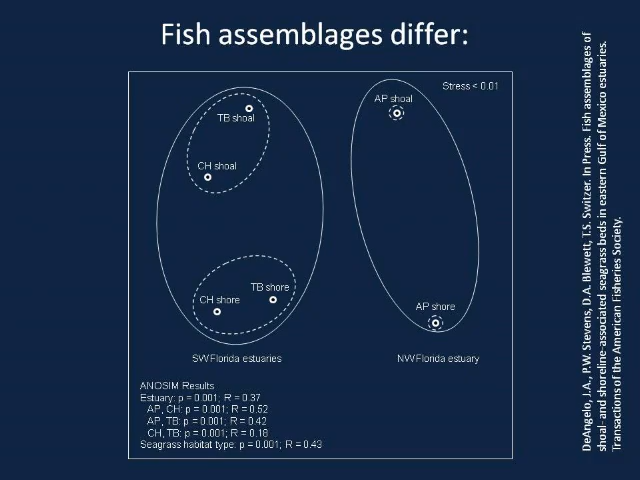 Fish assemblages differ:
Stress < 0.01
TB shoal
CH shoal
AP shoal
TB shore
CH shore
AP shore
SW Florida estuaries
NW Florida estuary
ANOSIM Results
Estuary: p = 0.001; R = 0.37
AP, CH: p = 0.001; R = 0.52
AP, TB: p = 0.001; R = 0.42
CH, TB: p = 0.001; R = 0.18
Seagrass habitat type: p = 0.001; R = 0.43
DeAngelo, J.A., P.W. Stevens, D.A. Blewett, T.S. Switzer. In Press. Fish assemblages of
shoal- and shoreline-associated seagrass beds in eastern Gulf of Mexico estuaries.
Transactions of the American Fisheries Society.